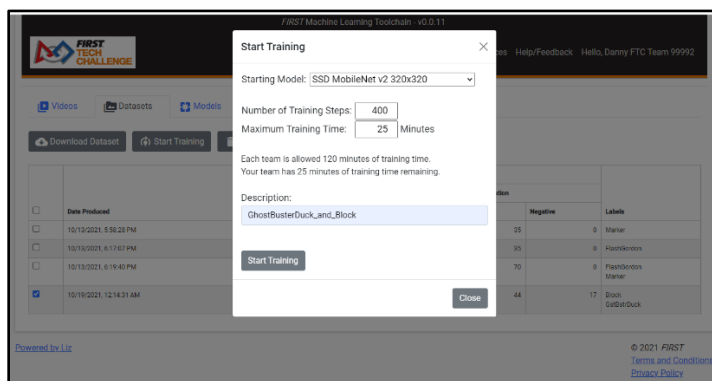 FIRST Machine Learning Toolchain - v0.0.11
FIRST
TECH
CHALLENGE
Help/Feedback Hello, Danny FTC Team 99992
Videos Datasets Models
Download Dataset Start Training
Start Training
Starting Model: SSD MobileNet v2 320x320
Number of Training Steps: 400
Maximum Training Time: 25 Minutes
Each team is allowed 120 minutes of training time.
Your team has 25 minutes of training time remaining.
Description:
GhostBusterDuck_and_Block
Start Training
Close
Date Produced Negative Labels
10/13/2021, 5:58:28 PM 35 0 Marker
10/13/2021, 6:17:07 PM 35 0 FlashGordon
10/13/2021, 6:19:40 PM 70 0 FlashGordon
Marker
10/19/2021, 12:14:31 AM 44 17 Block
GstBstrDuck
Powered by Liz
© 2021 FIRST
Terms and Conditions
Privacy Policy